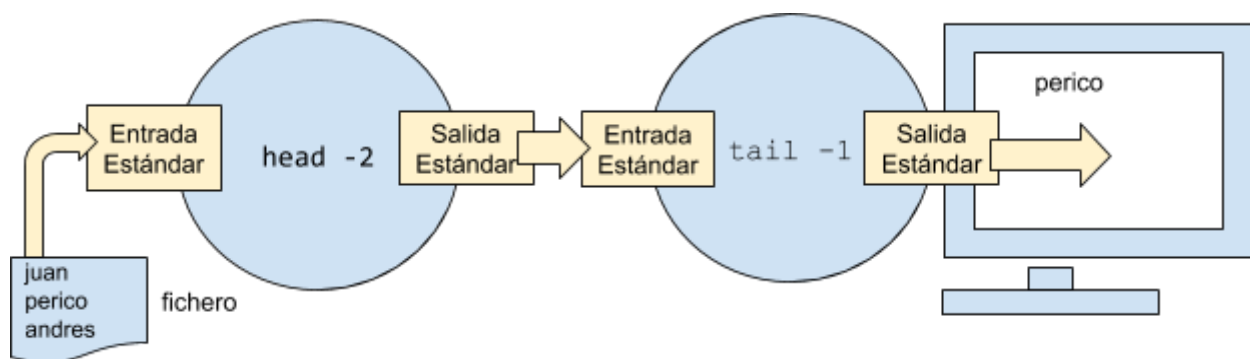 Entrada
Estándar
head -2
Salida
Estándar
Entrada
Estándar
tail -1
Salida
Estándar
perico
juan
perico
andres
fichero